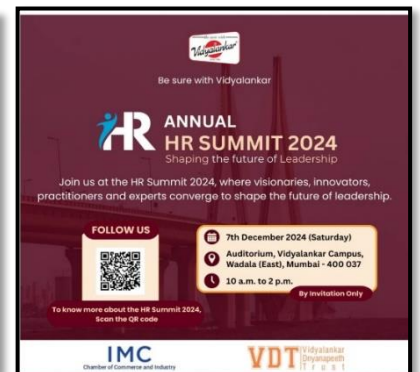 Vidyalankar
Be sure with Vidyalankar
HR ANNUAL
HR SUMMIT 2024
Shaping the future of Leadership
Join us at the HR Summit 2024, where visionaries, innovators,
practitioners and experts converge to shape the future of leadership.
FOLLOW US
To know more about the HR Summit 2024,
Scan the QR code
7th December 2024 (Saturday)
Auditorium, Vidyalankar Campus,
Wadala (East), Mumbai - 400 037
10 a.m. to 2 p.m.
By Invitation Only
IMC
Chamber of Commerce and Industry
VDT
Vidyalankar
Dnyanapeeth
Trust